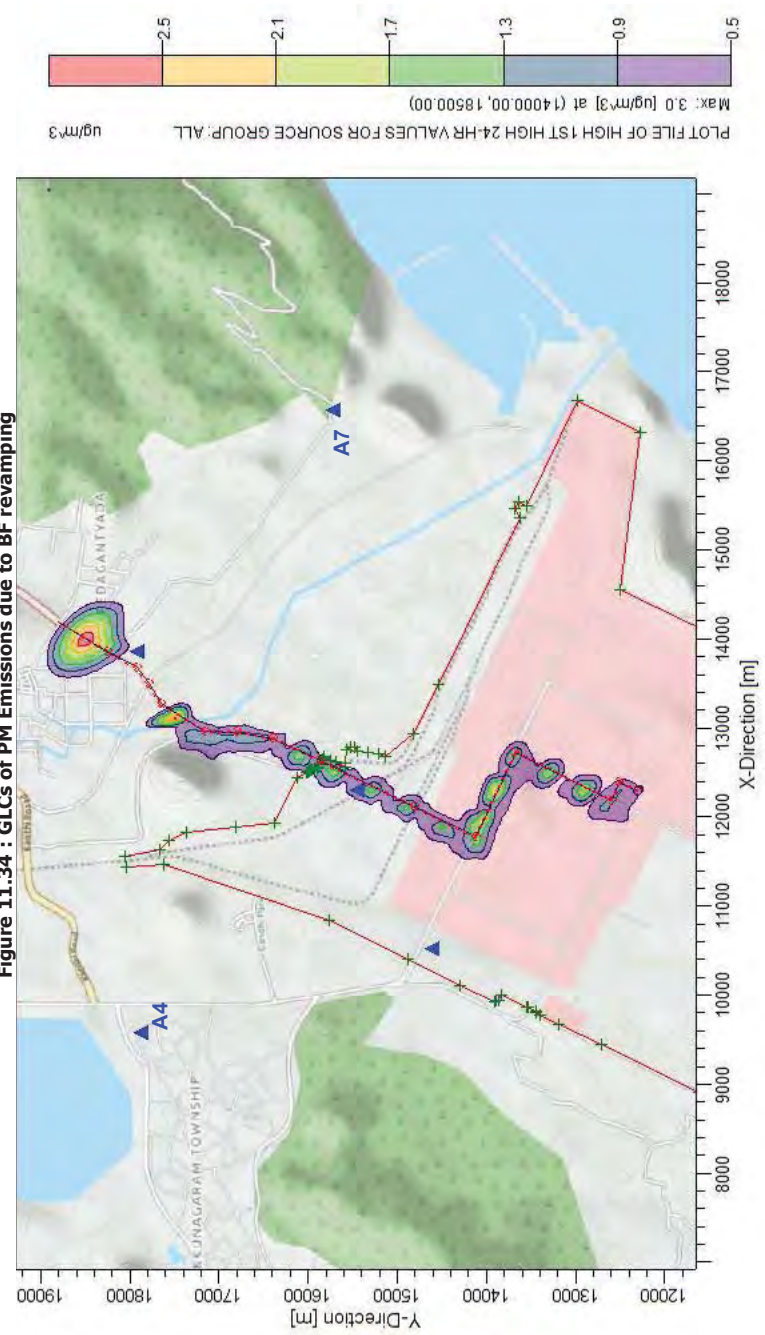 Figure 11.34 : GLCs of PM Emissions due to BF revamping
PLOT FILE OF HIGH 1ST HIGH 24-HR VALUES FOR SOURCE GROUP: ALL
ug/m^3
Max: 3.0 [ug/m^3] at (14000.00, 18500.00)
2.5
2.1
1.7
1.3
0.9
0.5
Y-Direction [m]
19000
18000
17000
16000
15000
14000
13000
12000
X-Direction [m]
8000
9000
10000
11000
12000
13000
14000
15000
16000
17000
18000
A4
A7
EDAGANTYADA
KKUNAGARAM TOWNSHIP